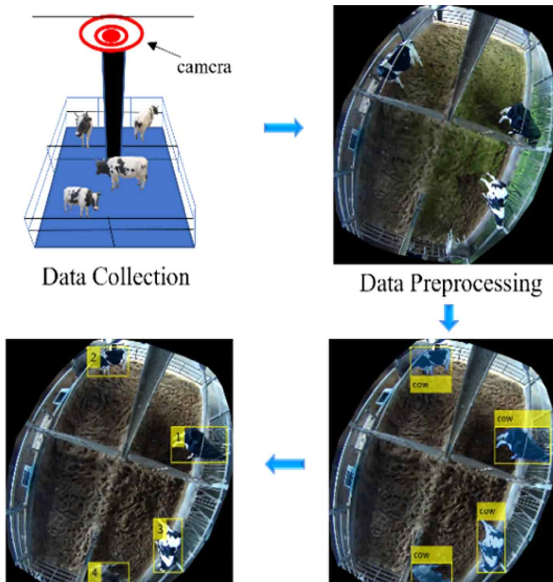 camera
Data Collection
Data Preprocessing
2
1
3
4
cow
cow
cow
cow